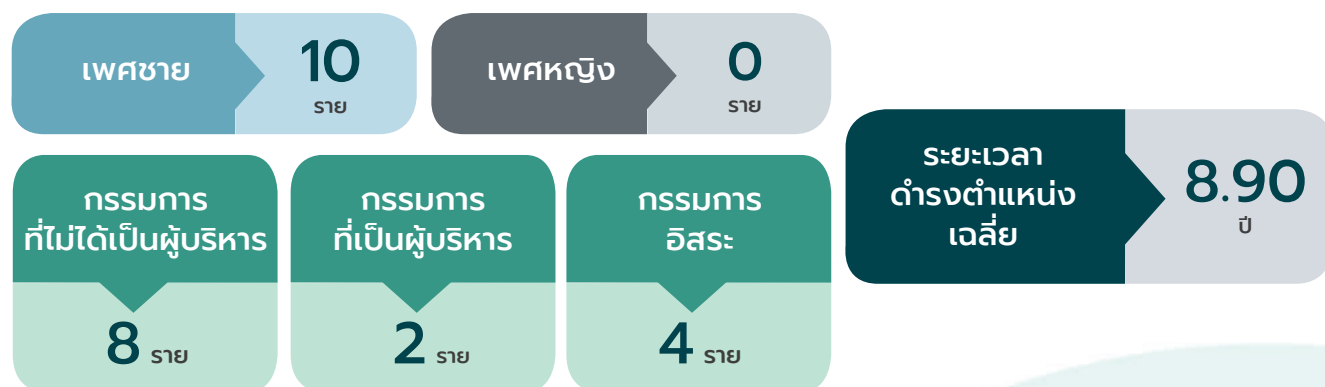 เพศชาย
10
ราย
เพศหญิง
0
ราย
ระยะเวลา
ดำรงตำแหน่ง
เฉลี่ย
8.90
ปี
กรรมการ
ที่ไม่ได้เป็นผู้บริหาร
8 ราย
กรรมการ
ที่เป็นผู้บริหาร
2 ราย
กรรมการ
อิสระ
4 ราย